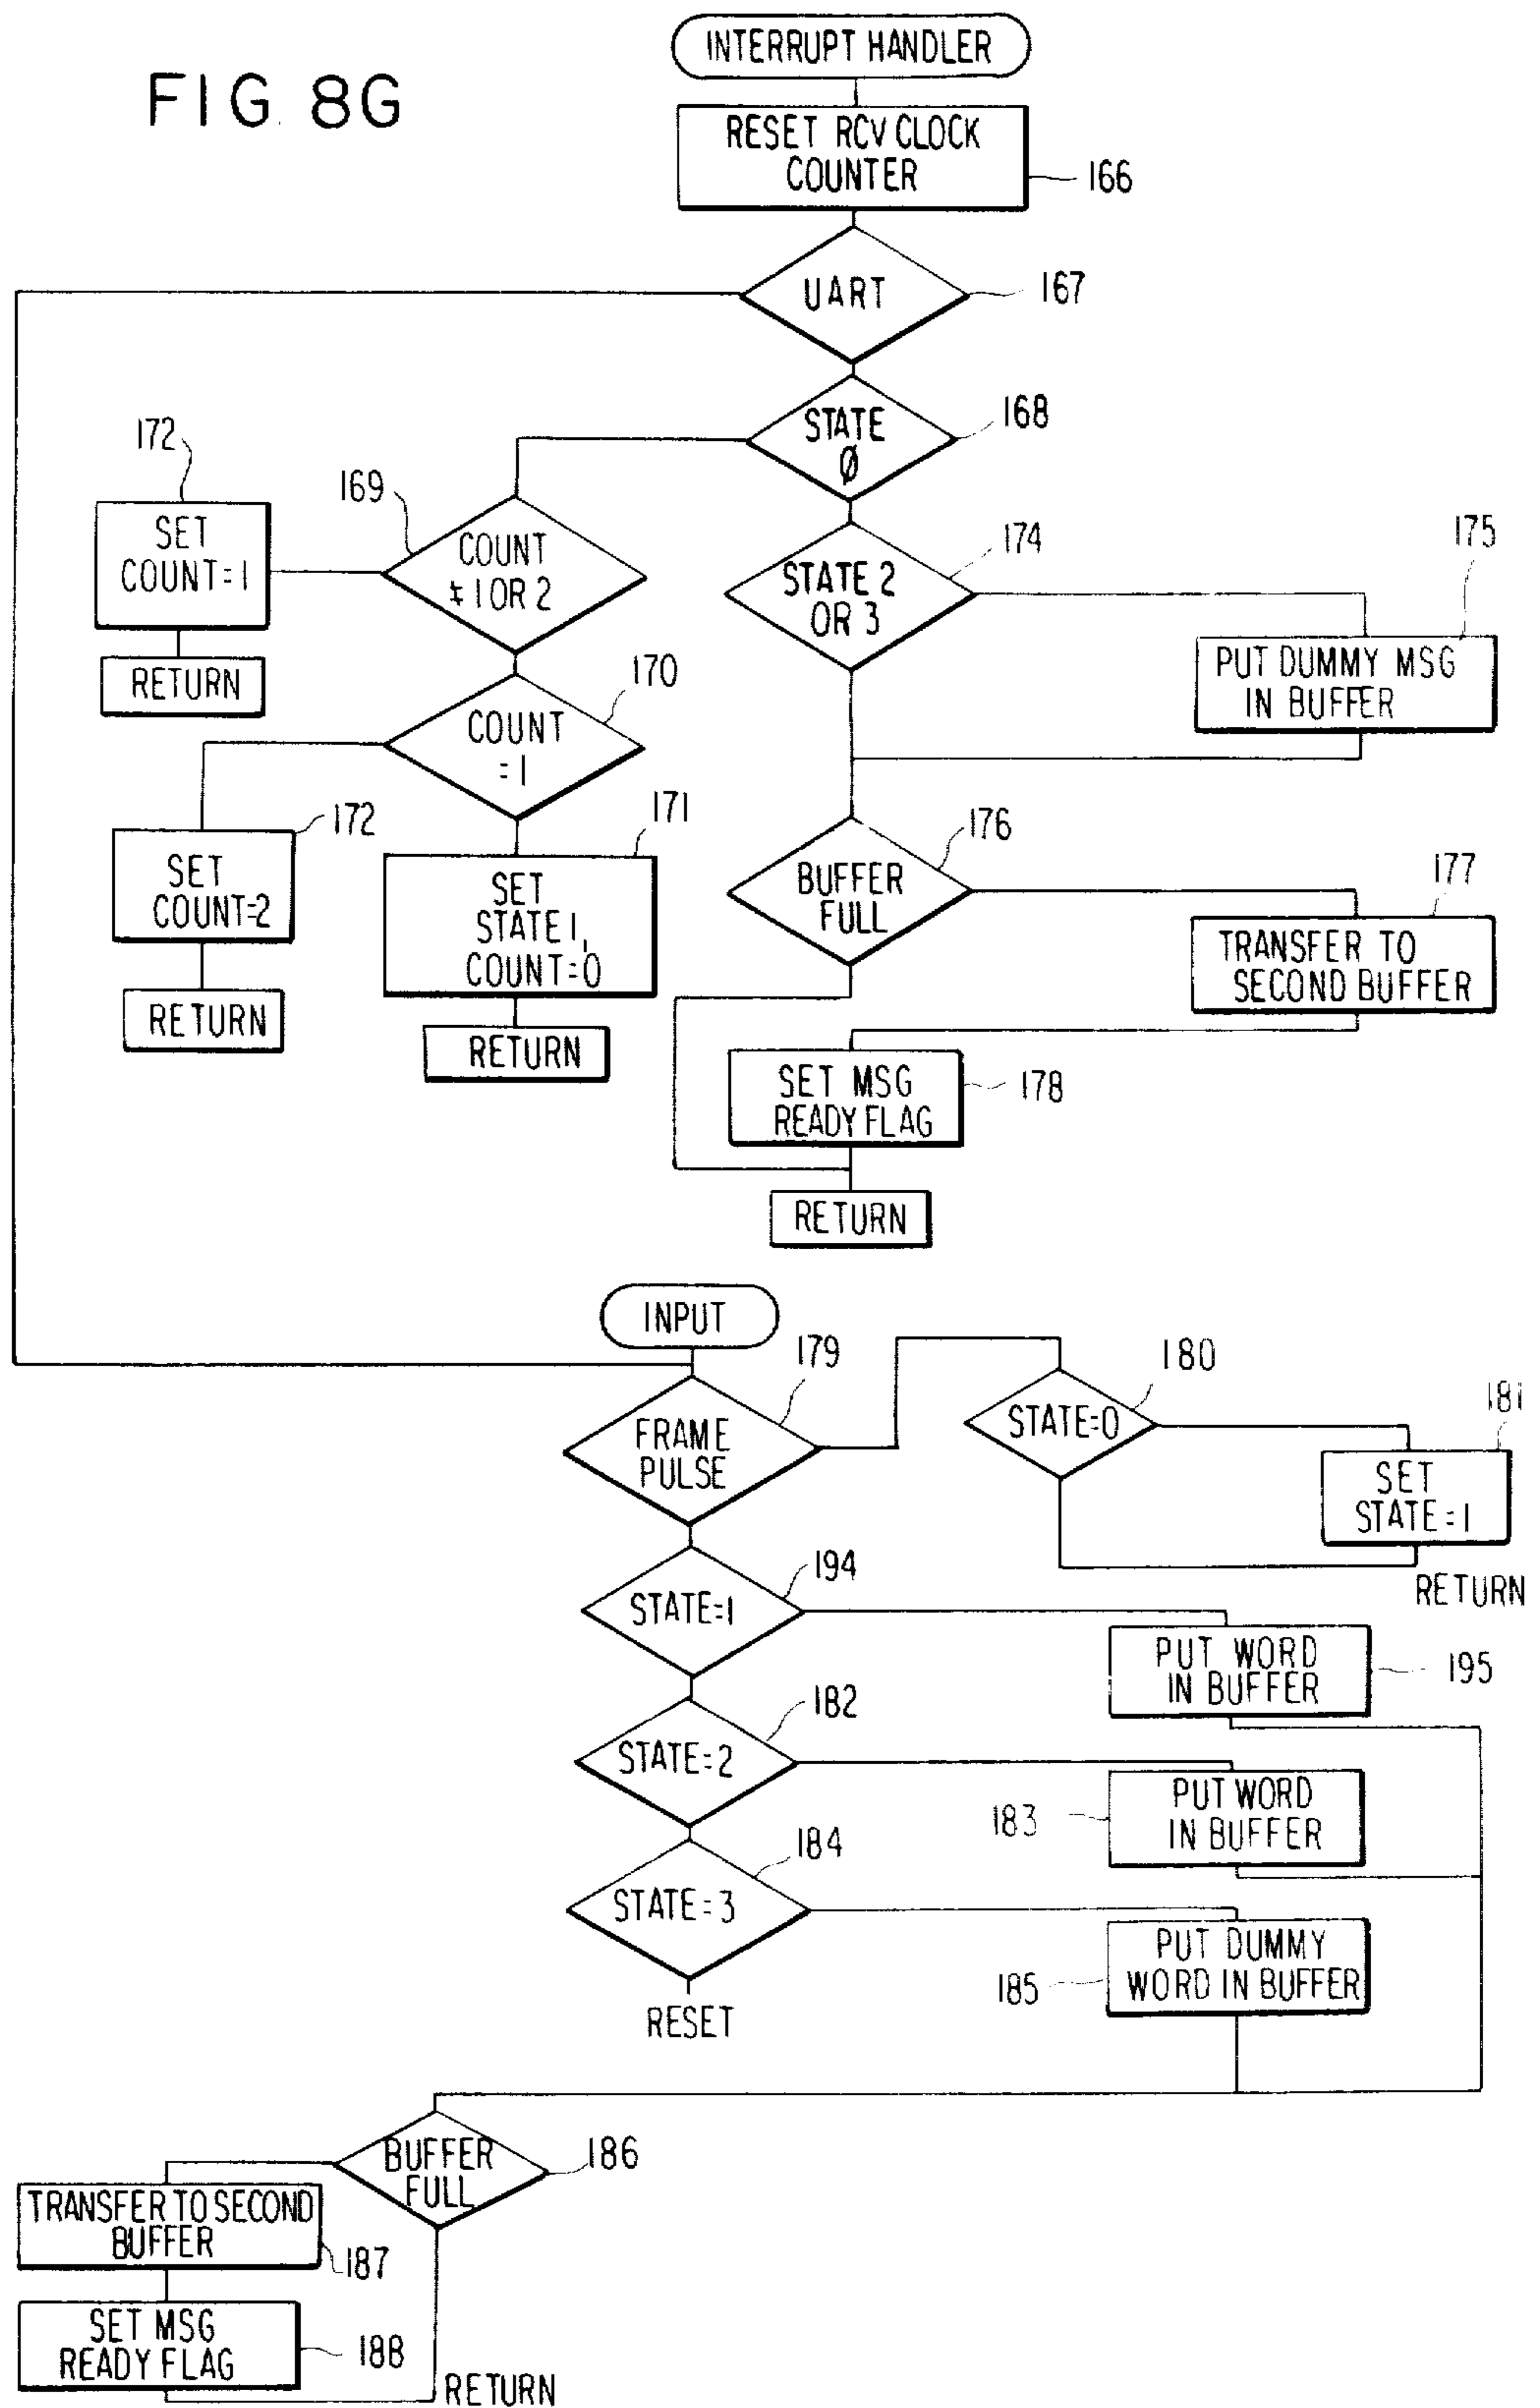 FIG. 8G
INTERRUPT HANDLER
RESET RCV CLOCK
COUNTER
166
UART
167
STATE
Ø
168
172
SET
COUNT=1
RETURN
169
COUNT
≠ 1 OR 2
170
COUNT
=1
172
SET
COUNT=2
RETURN
171
SET
STATE 1,
COUNT=0
RETURN
174
STATE 2
OR 3
175
PUT DUMMY MSG
IN BUFFER
176
BUFFER
FULL
177
TRANSFER TO
SECOND BUFFER
SET MSG
READY FLAG
178
RETURN
INPUT
179
FRAME
PULSE
180
STATE=0
181
SET
STATE=1
RETURN
194
STATE=1
PUT WORD
IN BUFFER
195
182
STATE=2
183
PUT WORD
IN BUFFER
184
STATE=3
185
PUT DUMMY
WORD IN BUFFER
RESET
BUFFER
FULL
186
TRANSFER TO SECOND
BUFFER
187
SET MSG
READY FLAG
188
RETURN